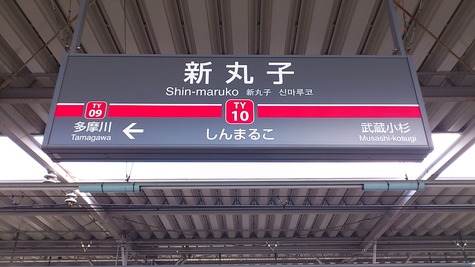 新丸子
Shin-maruko 新丸子 신마루코
TY
09
TY
10
多摩川
Tamagawa
←
しんまるこ
武蔵小杉
Musashi-kosugi